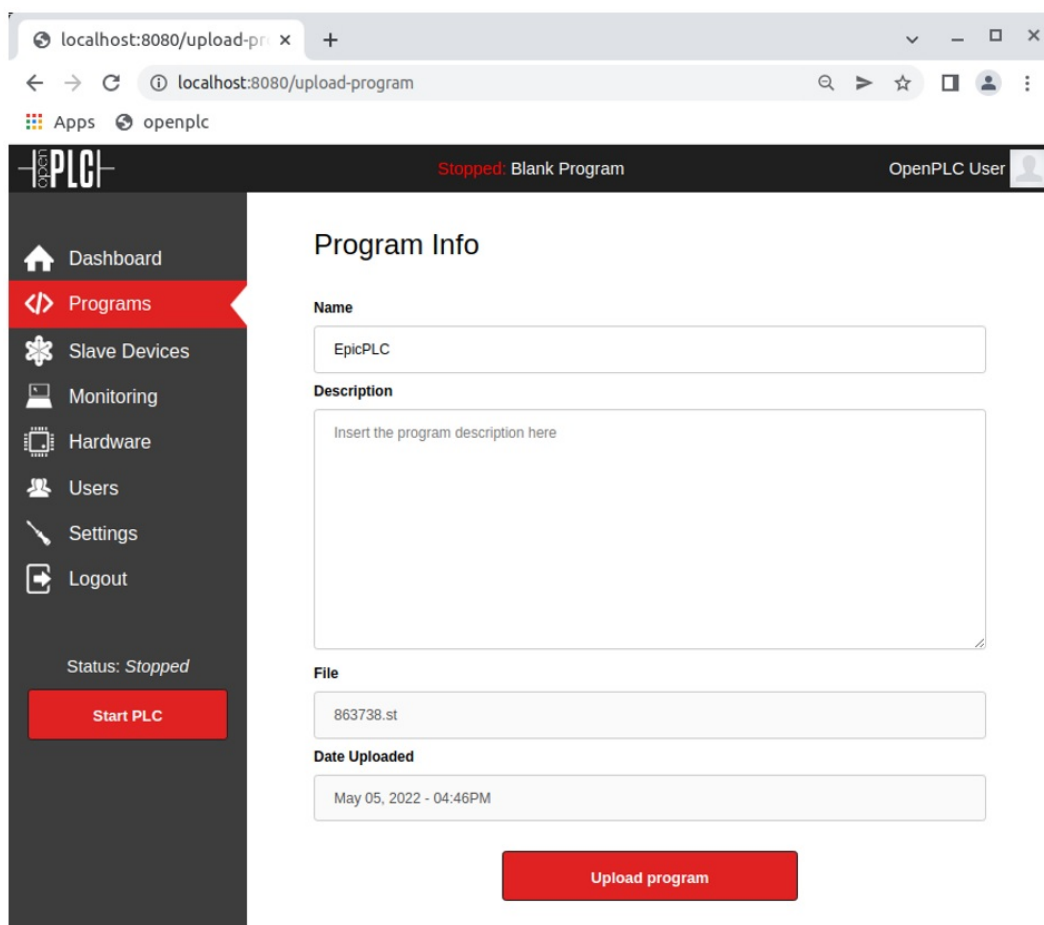 localhost:8080/upload-pr
localhost:8080/upload-program
Apps openplc
open PLC
Stopped: Blank Program
OpenPLC User
Dashboard
Programs
Slave Devices
Monitoring
Hardware
Users
Settings
Logout
Status: Stopped
Start PLC
Program Info
Name
EpicPLC
Description
Insert the program description here
File
863738.st
Date Uploaded
May 05, 2022 - 04:46PM
Upload program